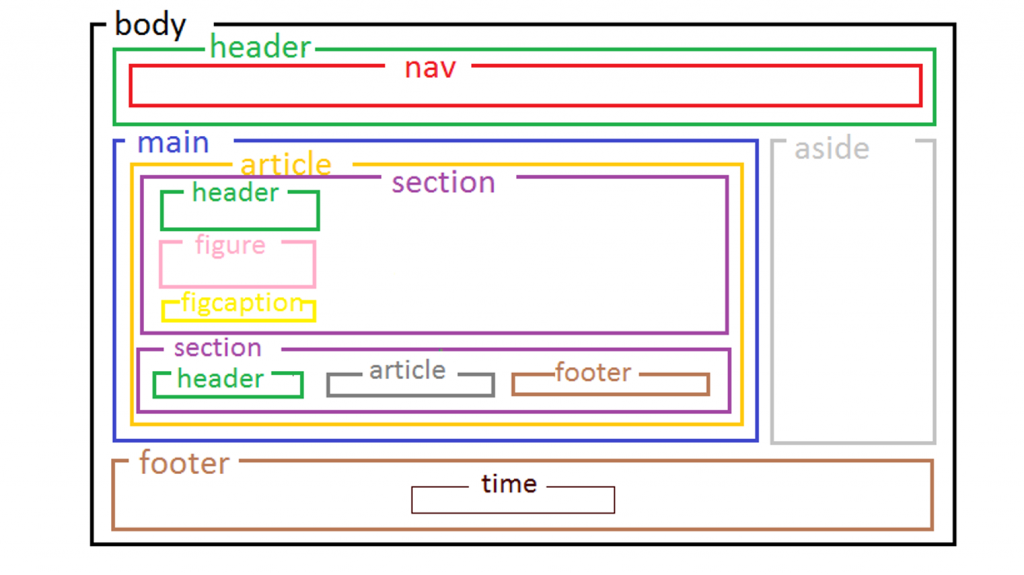 body
header
nav
main
aside
article
section
header
figure
figcaption
section
header
article
footer
footer
time